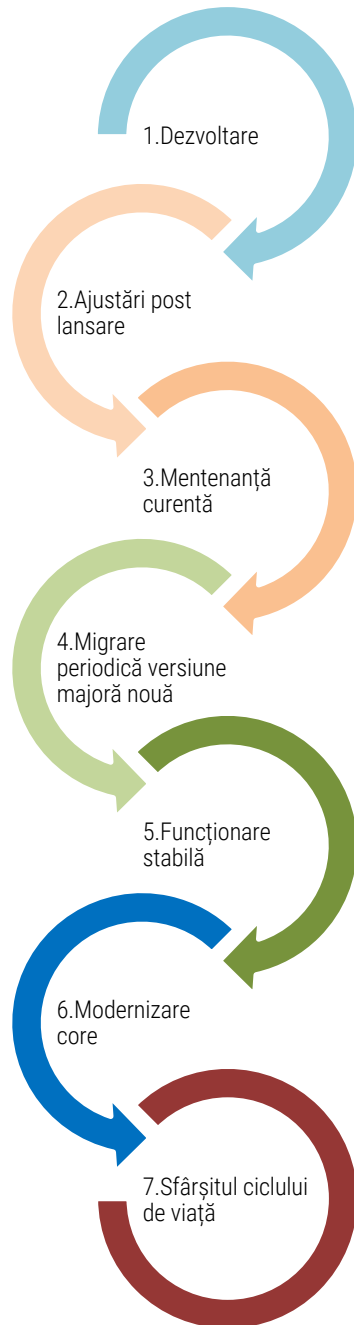 1.Dezvoltare
2.Ajustări post
lansare
3.Mentenanță
curentă
4.Migrare
periodică versiune
majoră nouă
5.Funcționare
stabilă
6.Modernizare
core
7.Sfârșitul ciclului
de viață